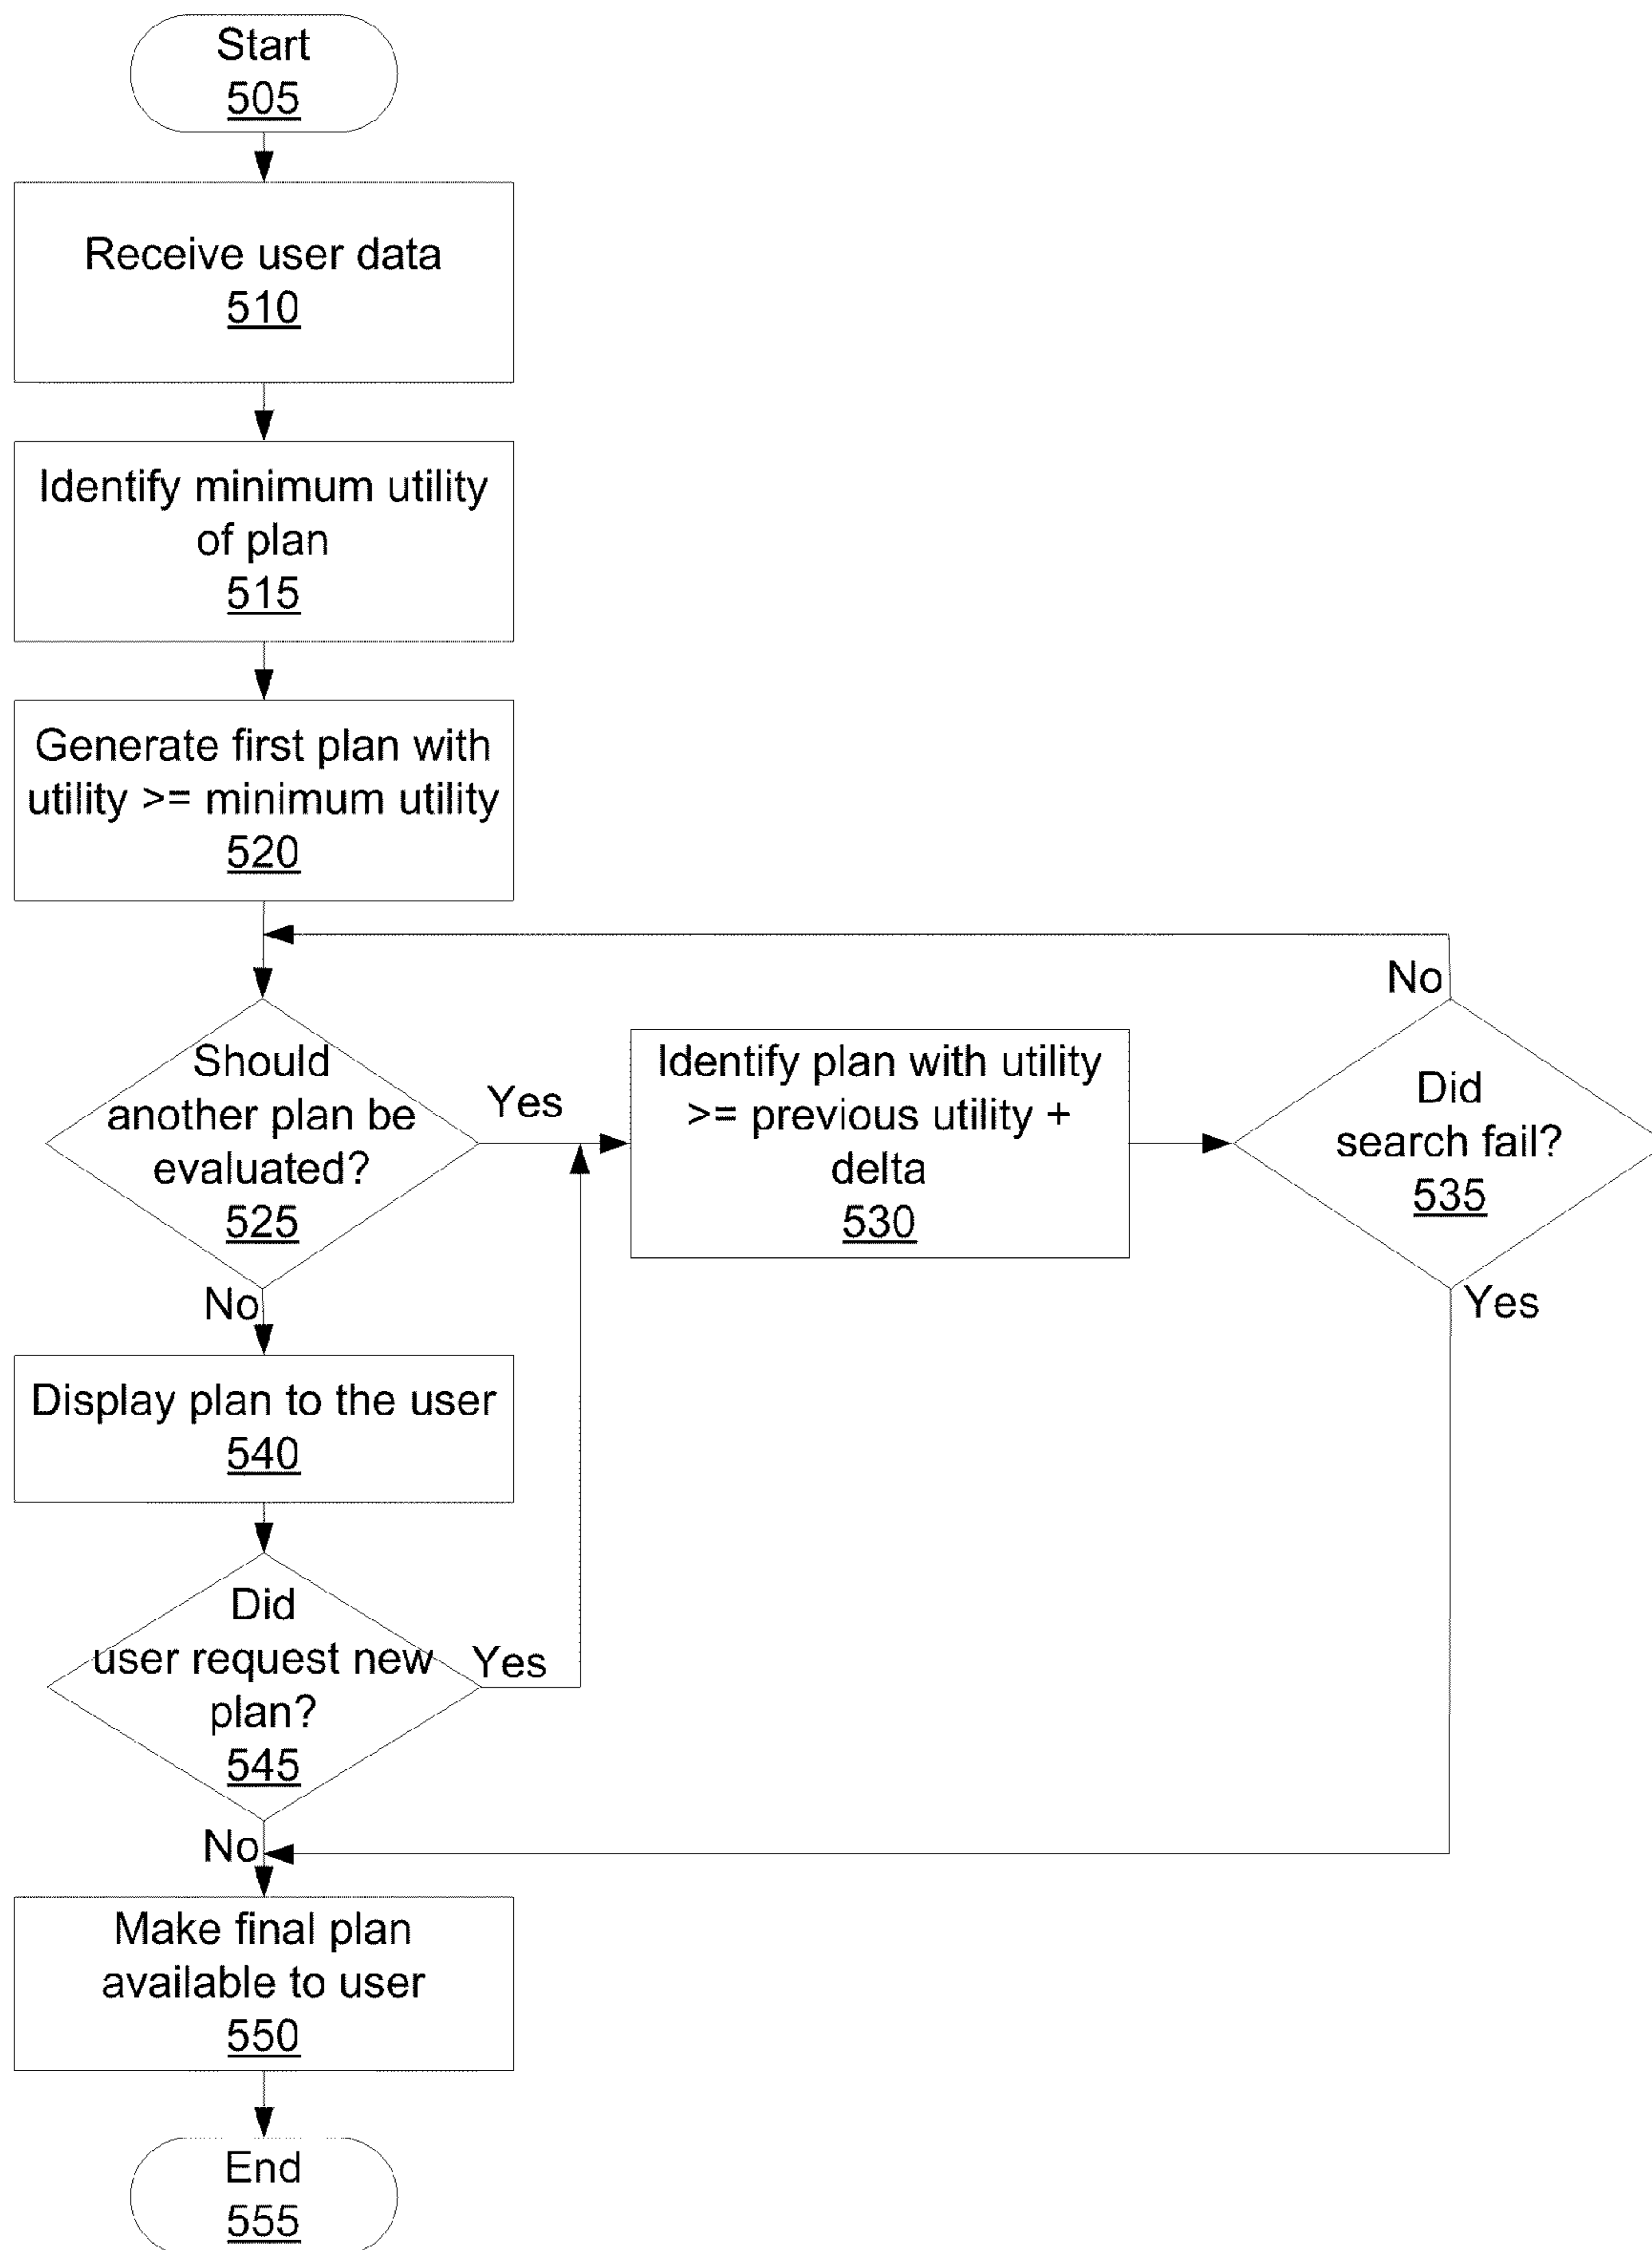 Start
505
Receive user data
510
Identify minimum utility
of plan
515
Generate first plan with
utility >= minimum utility
520
Should
another plan be
evaluated?
525
Yes
No
Identify plan with utility
>= previous utility +
delta
530
Did
search fail?
535
No
Yes
Display plan to the user
540
Did
user request new
plan?
545
Yes
No
Make final plan
available to user
550
End
555